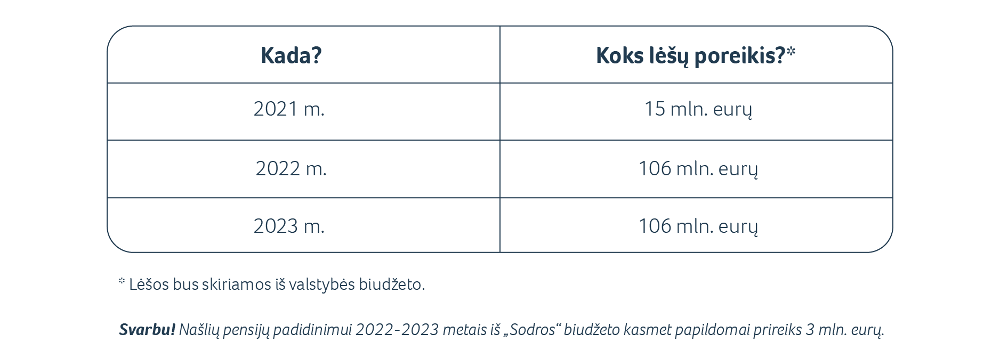 Kada? Koks lėšų poreikis?*
2021 m. 15 mln. eurų
2022 m. 106 mln. eurų
2023 m. 106 mln. eurų
* Lėšos bus skiriamos iš valstybės biudžeto.
Svarbu! Našlių pensijų padidinimui 2022-2023 metais iš „Sodros“ biudžeto kasmet papildomai prireiks 3 mln. eurų.